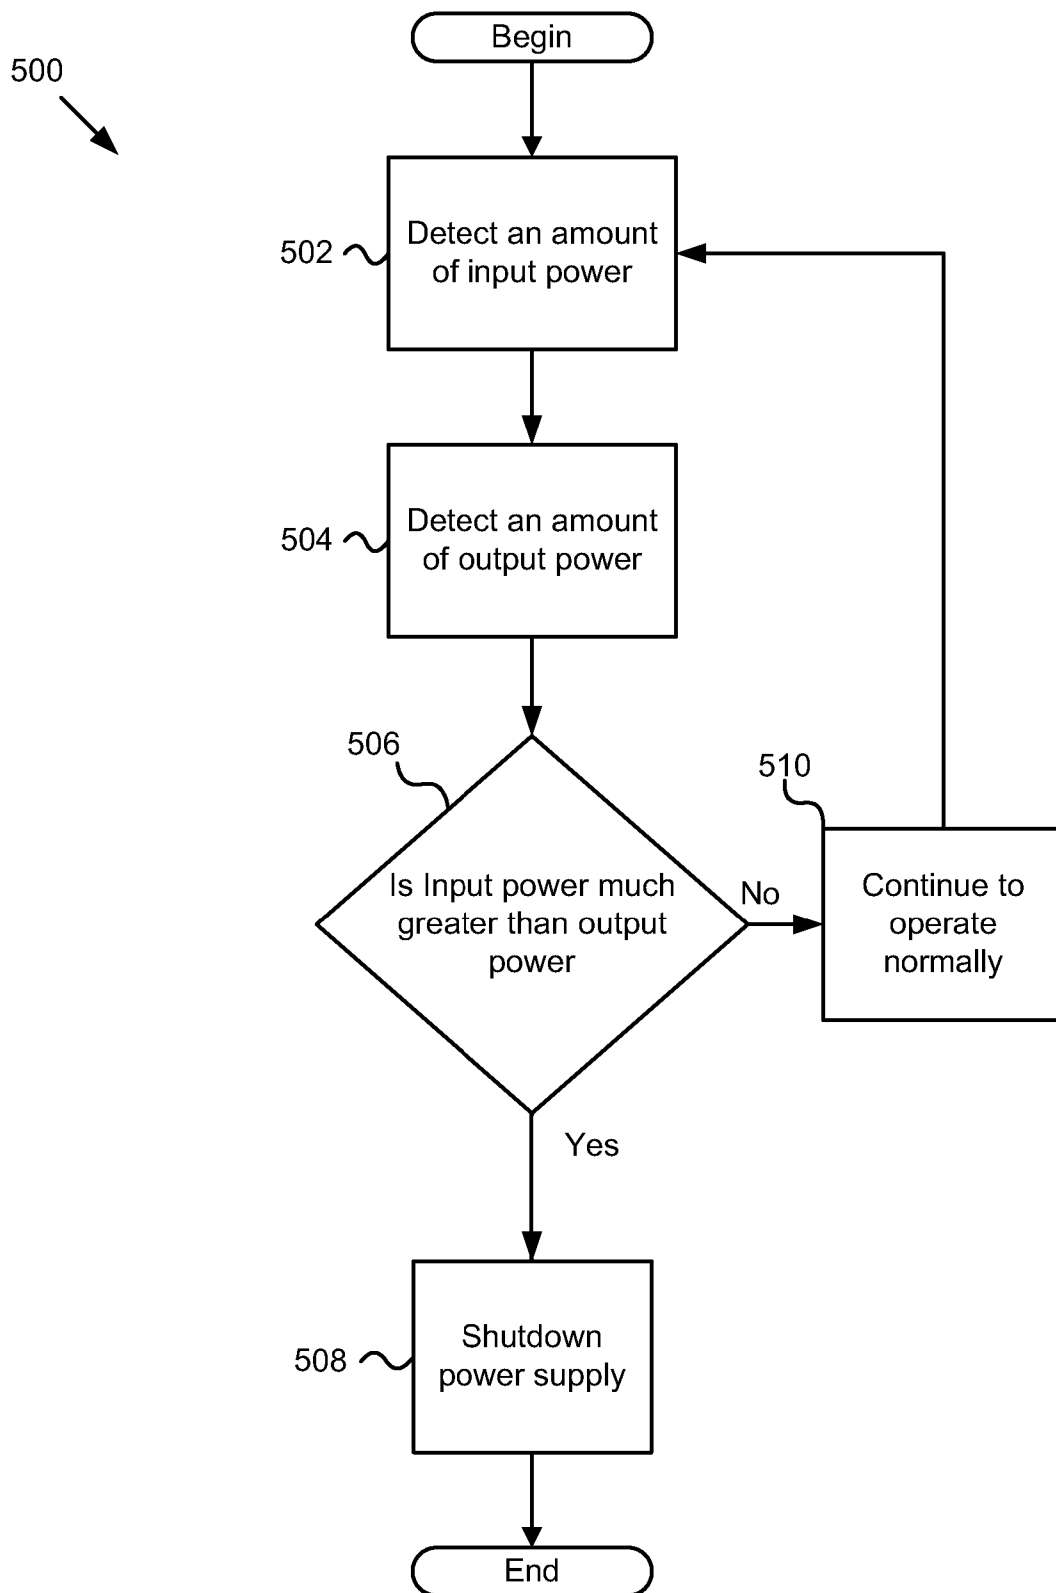 Begin
500
502
Detect an amount
of input power
504
Detect an amount
of output power
506
510
Is Input power much
greater than output
power
No
Continue to
operate
normally
Yes
508
Shutdown
power supply
End